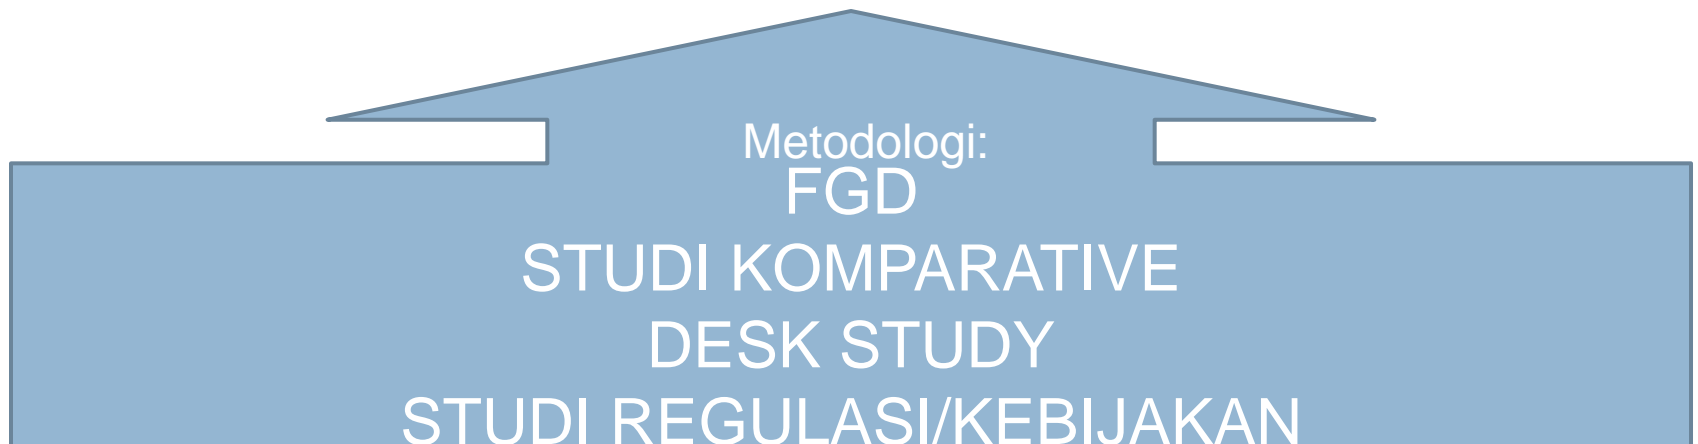 Metodologi:
FGD
STUDI KOMPARATIVE
DESK STUDY
STUDI REGULASI/KEBIJAKAN